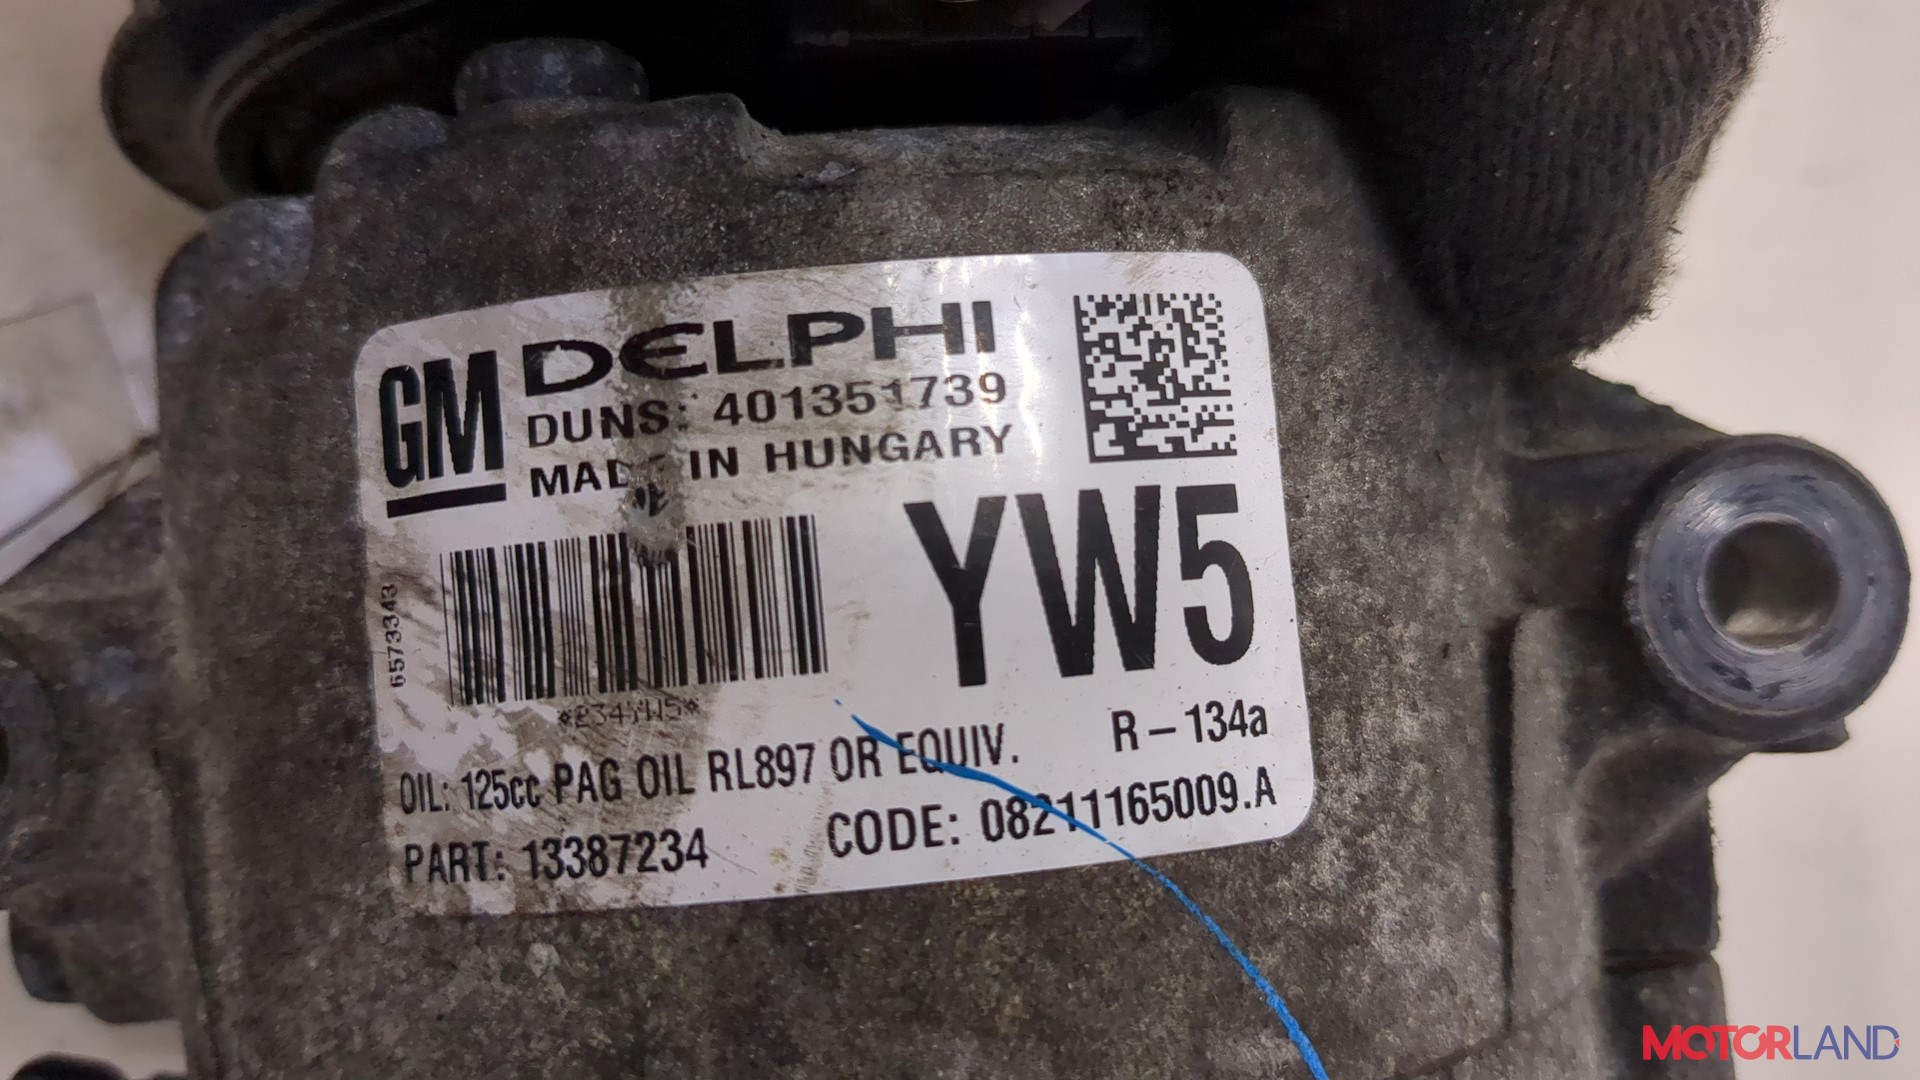 GM DELPHI
DUNS: 401351739
MADE IN HUNGARY
YW5
6573343
*234YW5*
OIL: 125cc PAG OIL RL897 OR EQUIV. R-134a
PART: 13387234 CODE: 08211165009.A
MOTORLAND